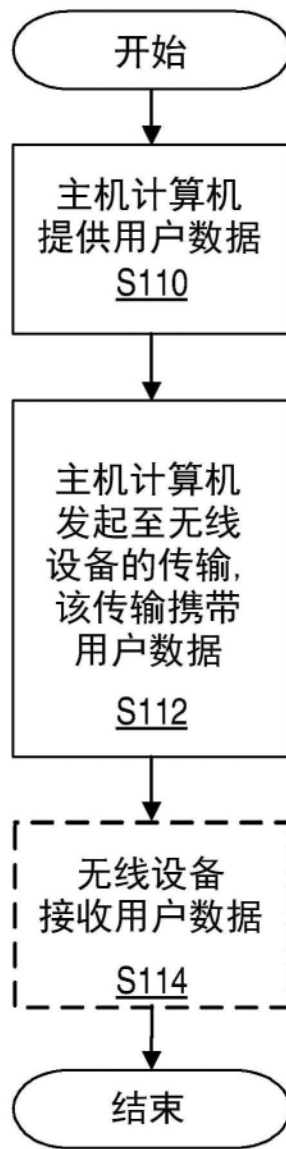 开始
主机计算机
提供用户数据
S110
主机计算机
发起至无线
设备的传输,
该传输携带
用户数据
S112
无线设备
接收用户数据
S114
结束